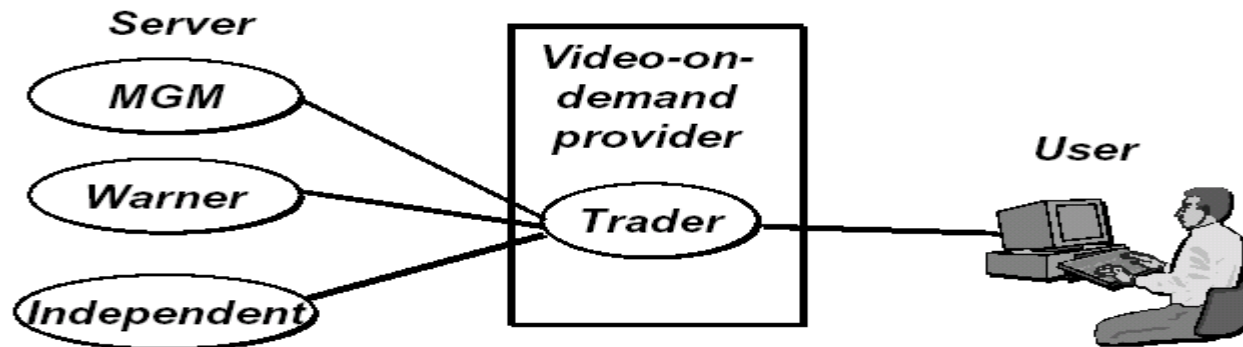 Server
MGM
Warner
Independent
Video-on-
demand
provider
Trader
User